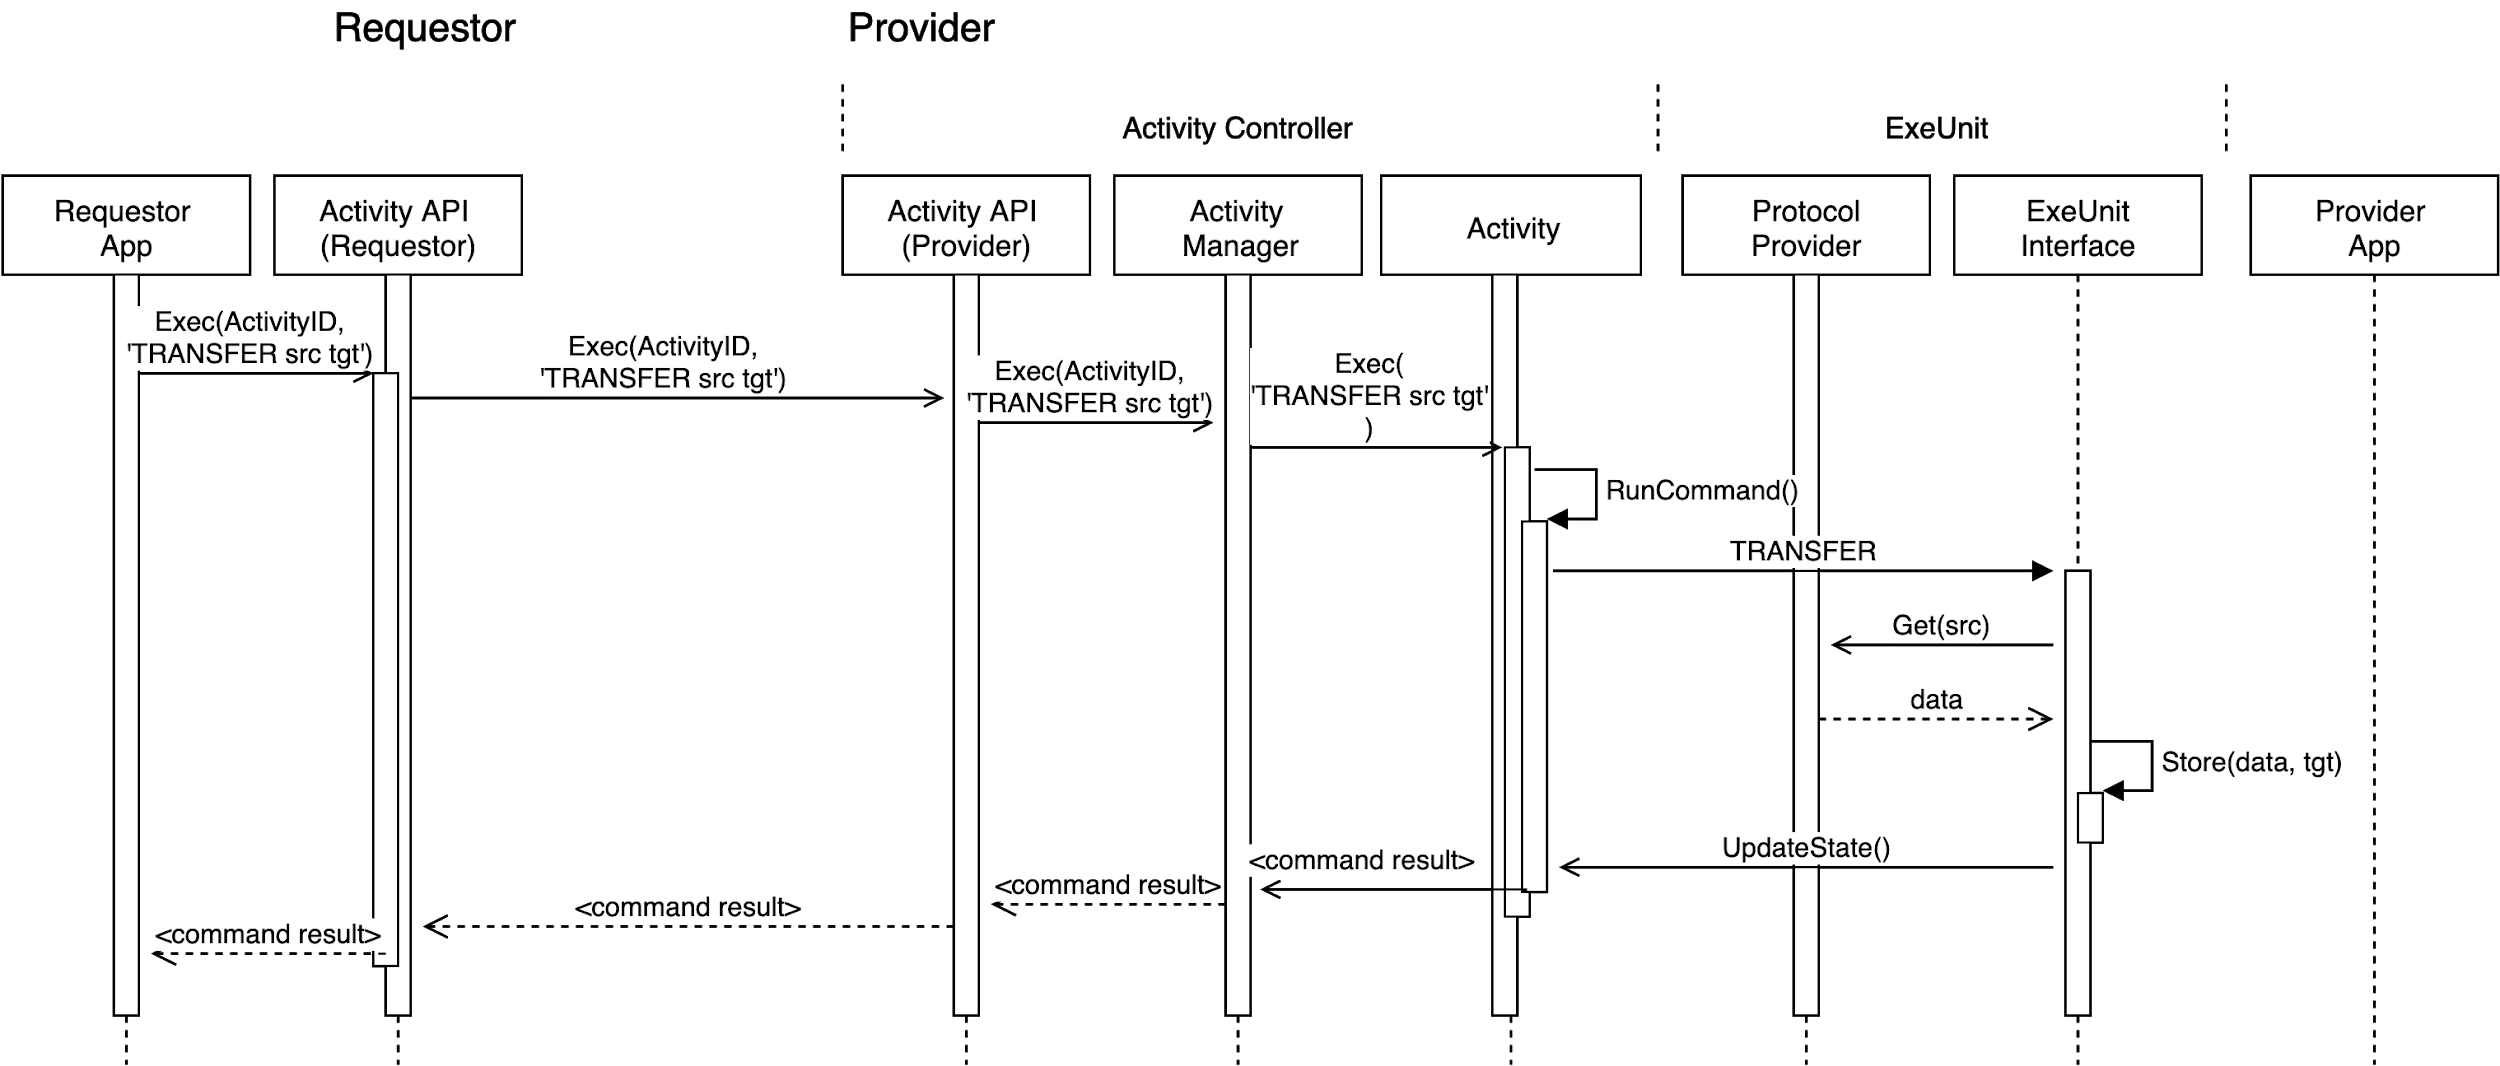 Requestor
Provider
Activity Controller
ExeUnit
Requestor
App
Activity API
(Requestor)
Activity API
(Provider)
Activity
Manager
Activity
Protocol
Provider
ExeUnit
Interface
Provider
App
Exec(ActivityID,
'TRANSFER src tgt')
Exec(ActivityID,
'TRANSFER src tgt')
Exec(ActivityID,
'TRANSFER src tgt')
Exec(
'TRANSFER src tgt'
)
RunCommand()
TRANSFER
Get(src)
data
Store(data, tgt)
UpdateState()
<command result>
<command result>
<command result>
<command result>